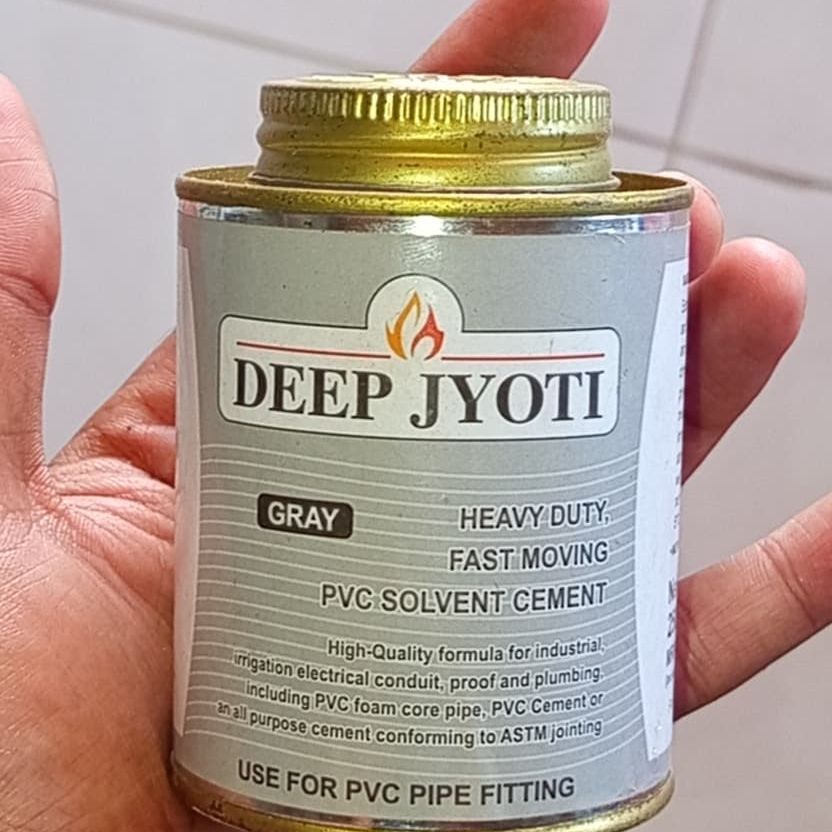 DEEP JYOTI
GRAY
HEAVY DUTY,
FAST MOVING
PVC SOLVENT CEMENT
High-Quality formula for industrial,
irrigation electrical conduit, proof and plumbing,
including PVC foam core pipe, PVC Cement or
an all purpose cement conforming to ASTM jointing
USE FOR PVC PIPE FITTING